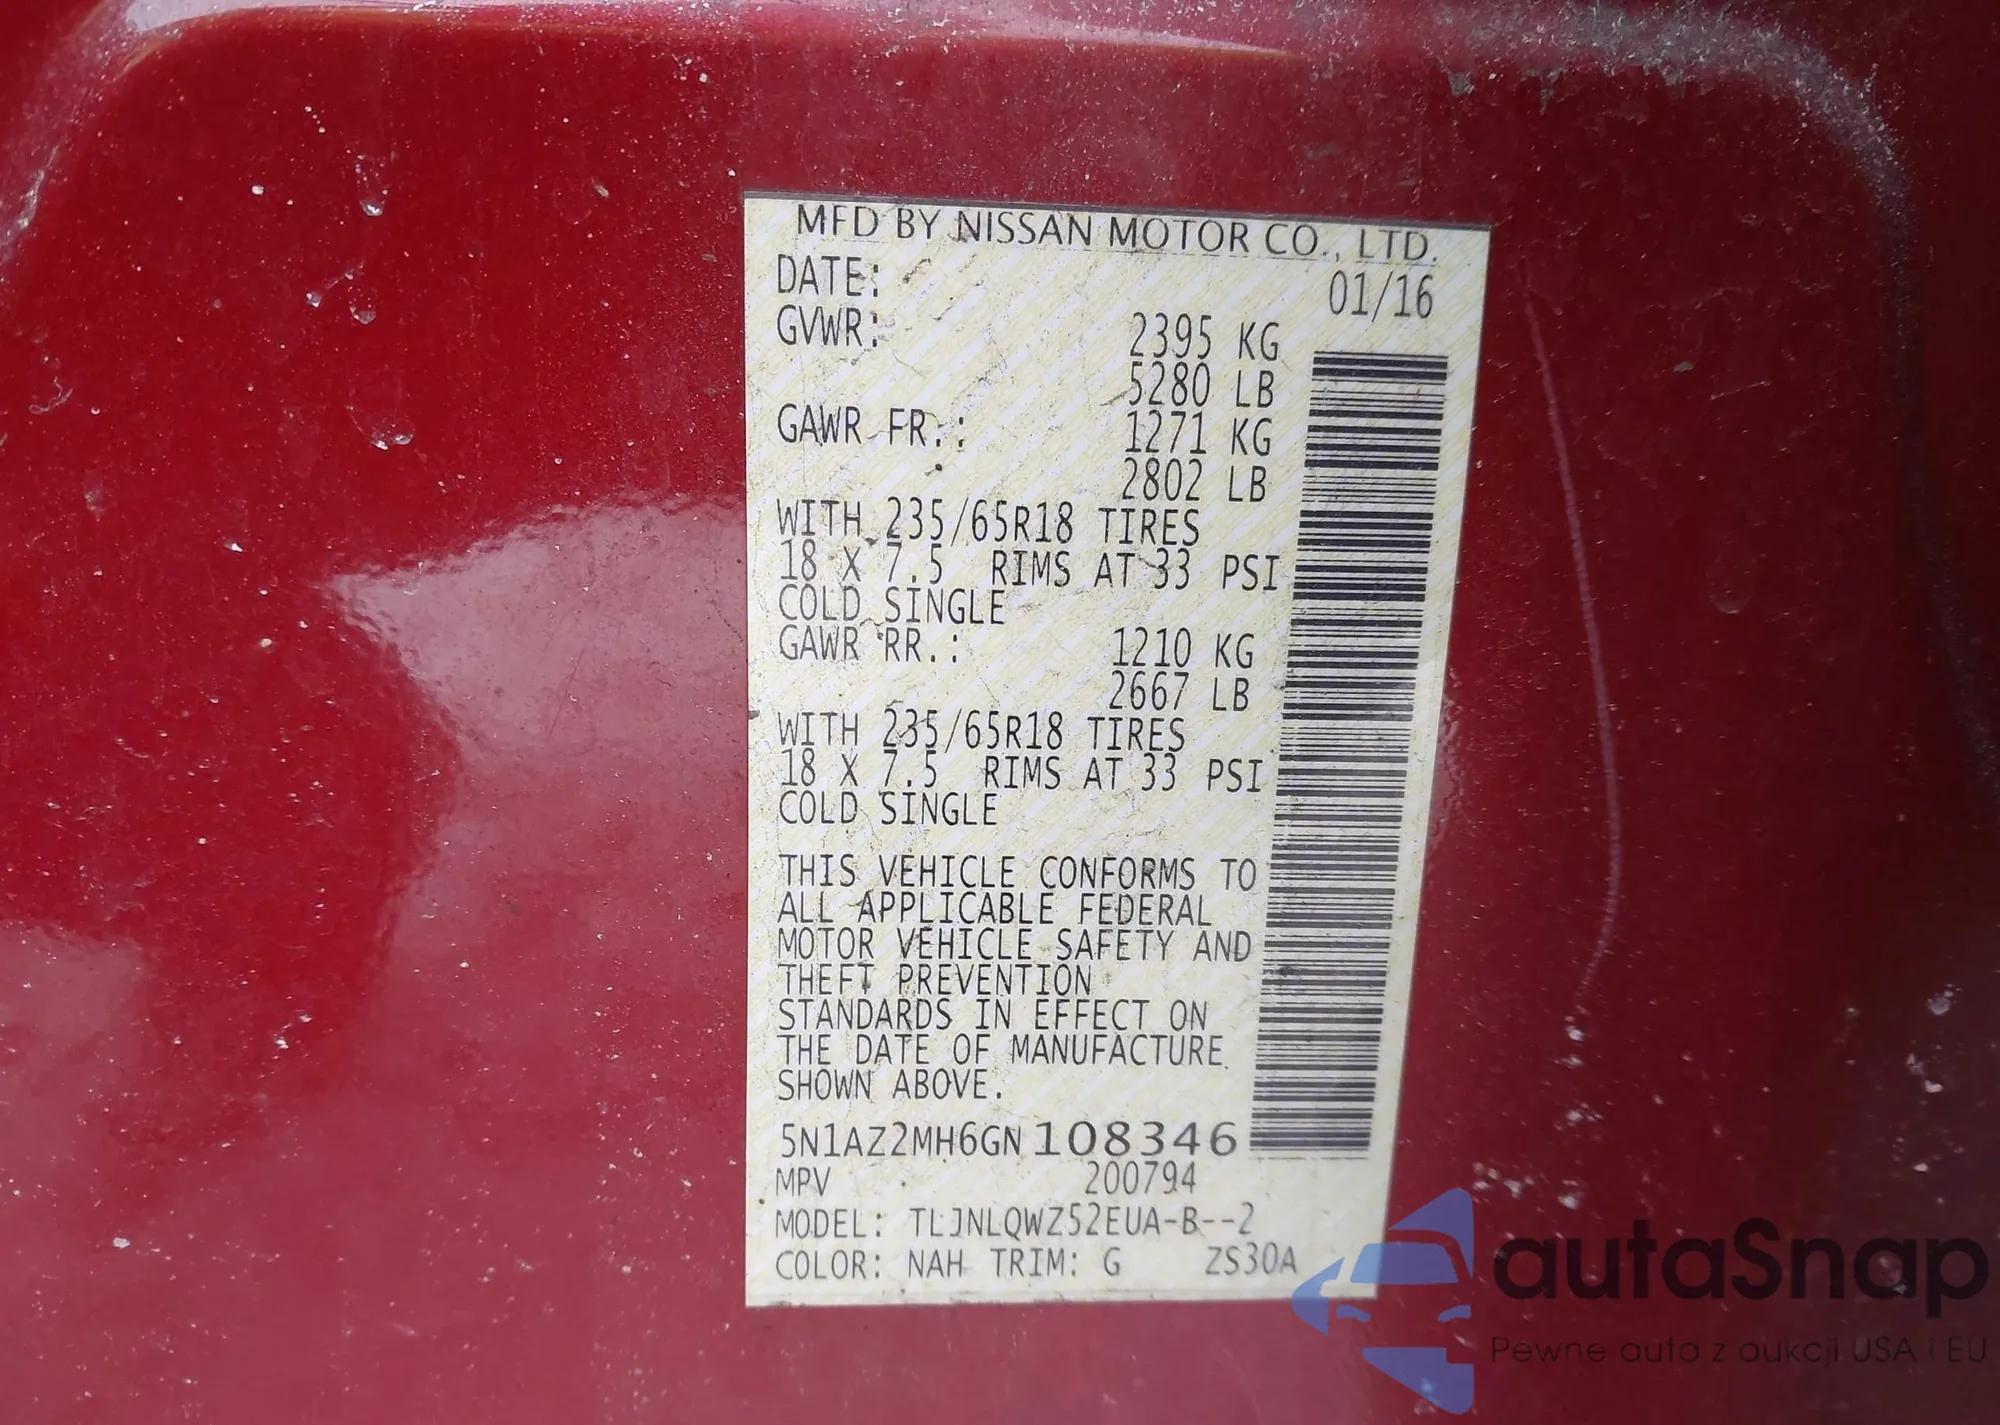 MFD BY NISSAN MOTOR CO., LTD.
DATE: 01/16
GVWR: 2395 KG
5280 LB
GAWR FR.: 1271 KG
2802 LB
WITH 235/65R18 TIRES
18 X 7.5 RIMS AT 33 PSI
COLD SINGLE
GAWR RR.: 1210 KG
2667 LB
WITH 235/65R18 TIRES
18 X 7.5 RIMS AT 33 PSI
COLD SINGLE
THIS VEHICLE CONFORMS TO
ALL APPLICABLE FEDERAL
MOTOR VEHICLE SAFETY AND
THEFT PREVENTION
STANDARDS IN EFFECT ON
THE DATE OF MANUFACTURE
SHOWN ABOVE.
5N1AZ2MH6GN108346
MPV 200794
MODEL: TLJNLQWZ52EUA-B--2
COLOR: NAH TRIM: G ZS30A
autaSnap
Pewne auta z aukcji USA i EU